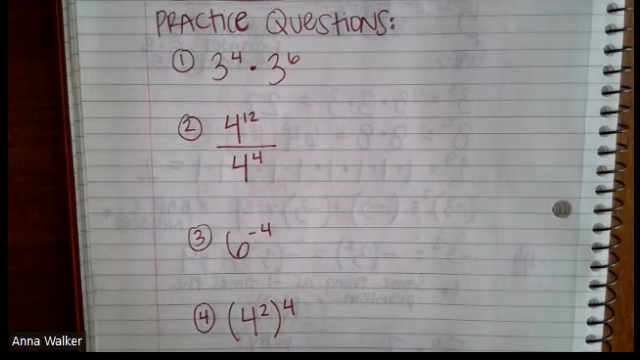 PRACTICE QUESTIONS:
① 3⁴ · 3⁶
② 4¹² / 4⁴
③ 6⁻⁴
④ (4²)⁴
Anna Walker